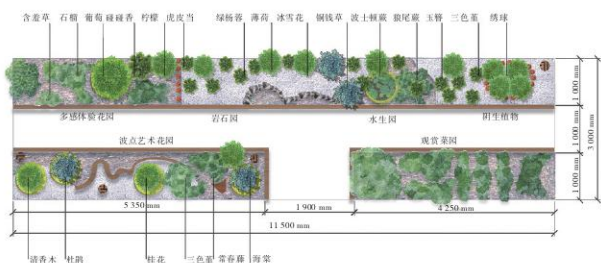 含羞草 石榴 葡萄 碰碰香 柠檬 虎皮当 绿杨蓉 薄荷 冰雪花 铜钱草 波士顿蕨 狼尾蕨 玉簪 三色堇 绣球
多感体验花园 岩石园 水生园 阴生植物
1 000 mm
1 000 mm
1 000 mm
3 000 mm
波点艺术花园 观赏菜园
5 350 mm 1 900 mm 4 250 mm
11 500 mm
清香木 杜鹃 桂花 三色堇 常春藤 海棠